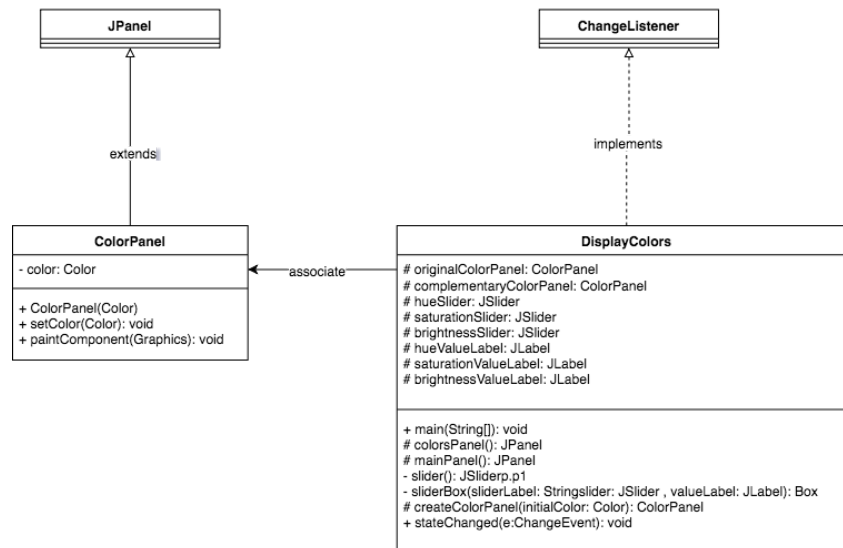 JPanel
ChangeListener
extends
implements
ColorPanel
- color: Color
+ ColorPanel(Color)
+ setColor(Color): void
+ paintComponent(Graphics): void
associate
DisplayColors
# originalColorPanel: ColorPanel
# complementaryColorPanel: ColorPanel
# hueSlider: JSlider
# saturationSlider: JSlider
# brightnessSlider: JSlider
# hueValueLabel: JLabel
# saturationValueLabel: JLabel
# brightnessValueLabel: JLabel
+ main(String[]): void
# colorsPanel(): JPanel
# mainPanel(): JPanel
- slider(): JSliderp.p1
- sliderBox(sliderLabel: Stringslider: JSlider , valueLabel: JLabel): Box
# createColorPanel(initialColor: Color): ColorPanel
+ stateChanged(e:ChangeEvent): void